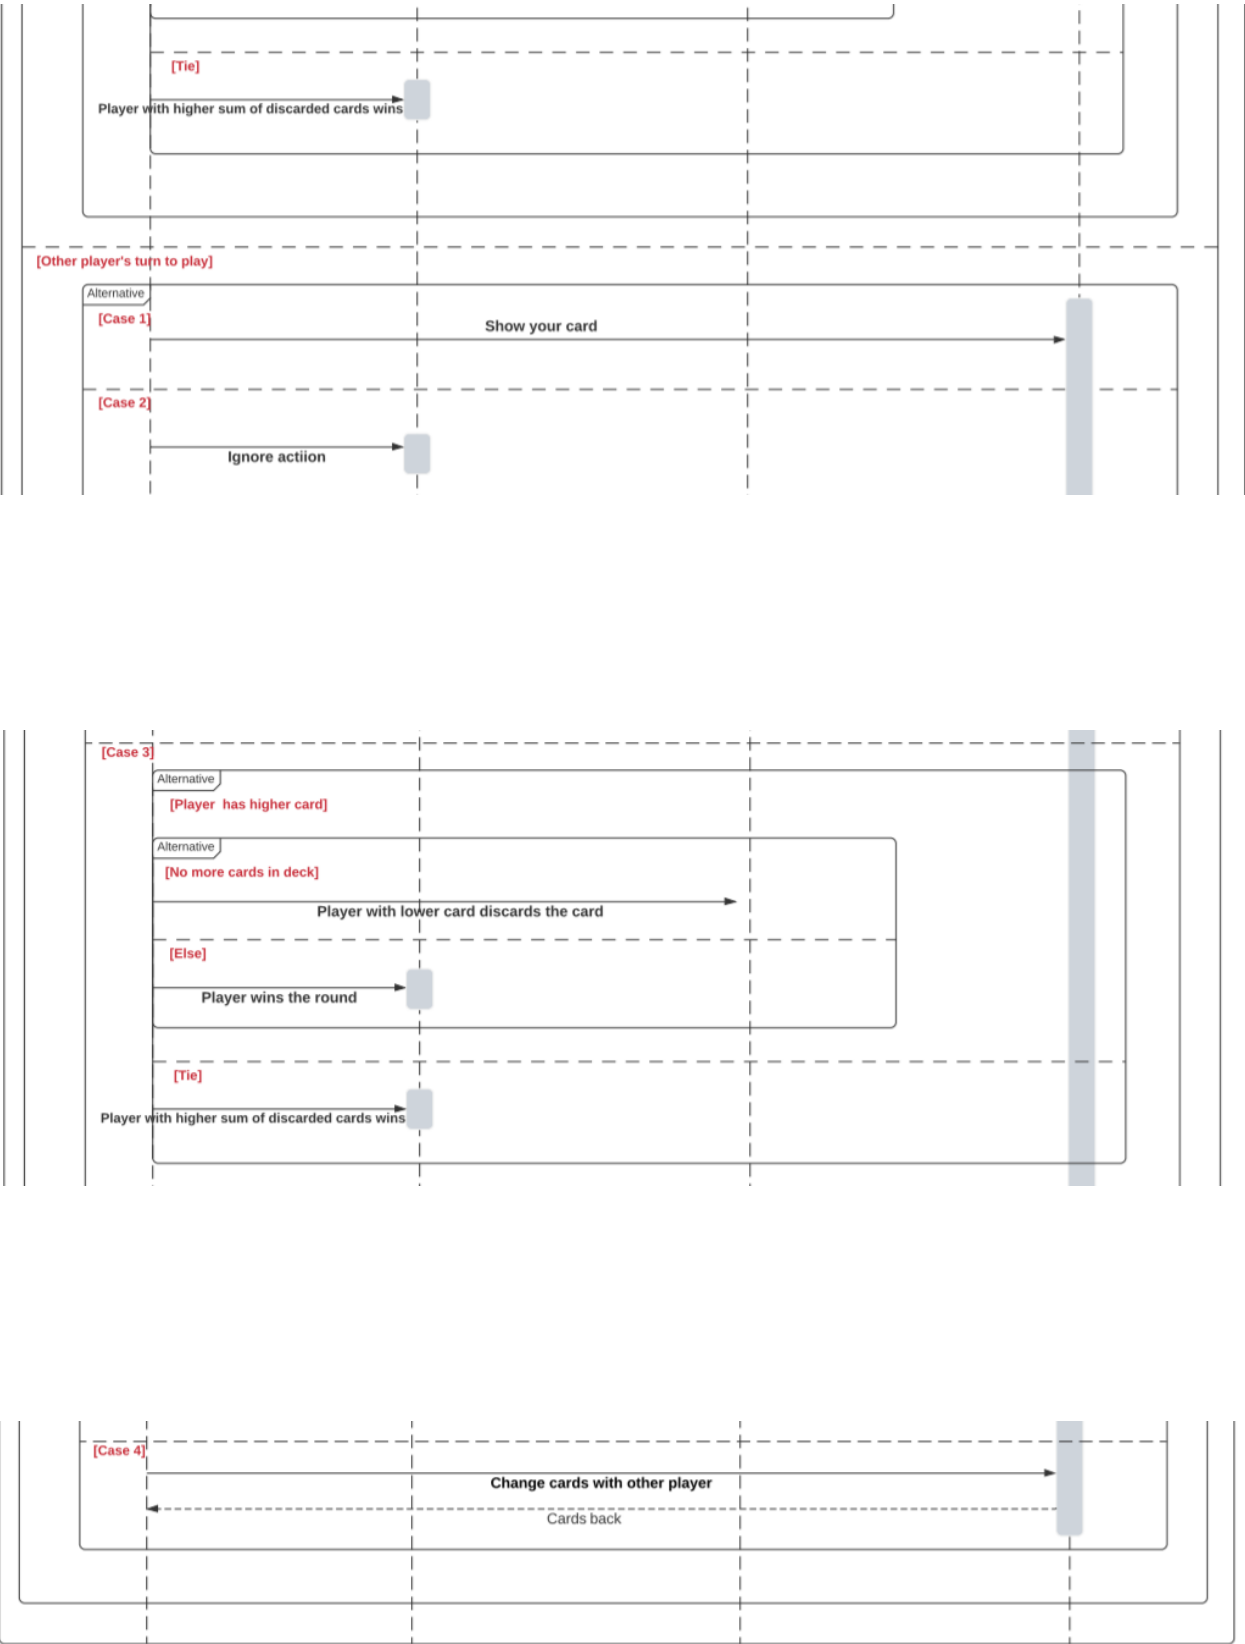 [Tie]
Player with higher sum of discarded cards wins
[Other player's turn to play]
Alternative
[Case 1]
Show your card
[Case 2]
Ignore actiion
[Case 3]
Alternative
[Player has higher card]
Alternative
[No more cards in deck]
Player with lower card discards the card
[Else]
Player wins the round
[Tie]
Player with higher sum of discarded cards wins
[Case 4]
Change cards with other player
Cards back